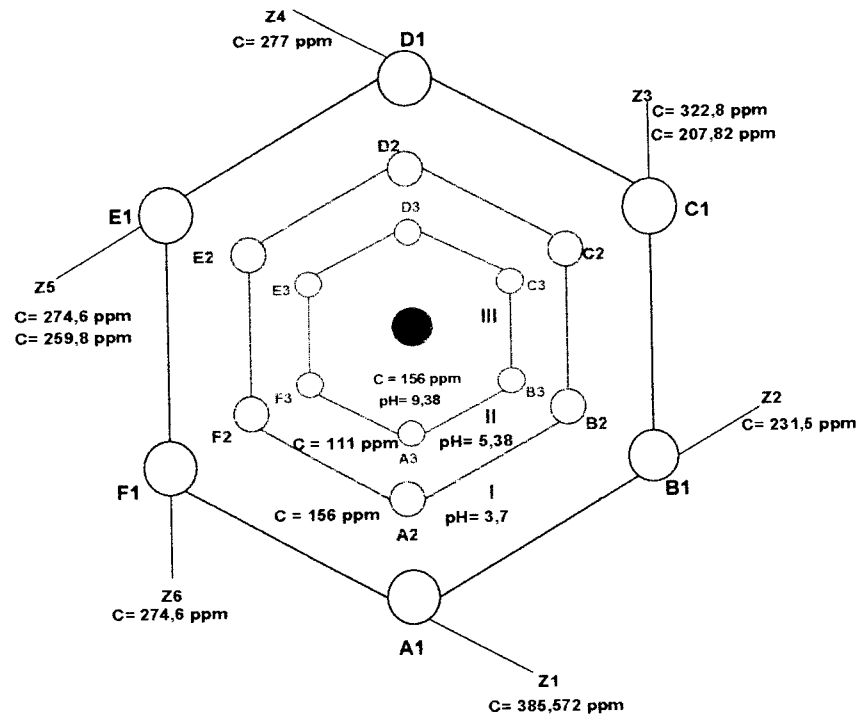 Z4
C= 277 ppm
D1
Z3
C= 322,8 ppm
C= 207,82 ppm
D2
E1
C1
D3
E2
C2
E3
C3
Z5
III
C= 274,6 ppm
C= 259,8 ppm
C = 156 ppm
pH= 9,38
F3
B3
Z2
C= 231,5 ppm
II
F2
B2
C = 111 ppm
pH= 5,38
A3
F1
B1
I
C = 156 ppm
pH= 3,7
A2
Z6
C= 274,6 ppm
A1
Z1
C= 385,572 ppm